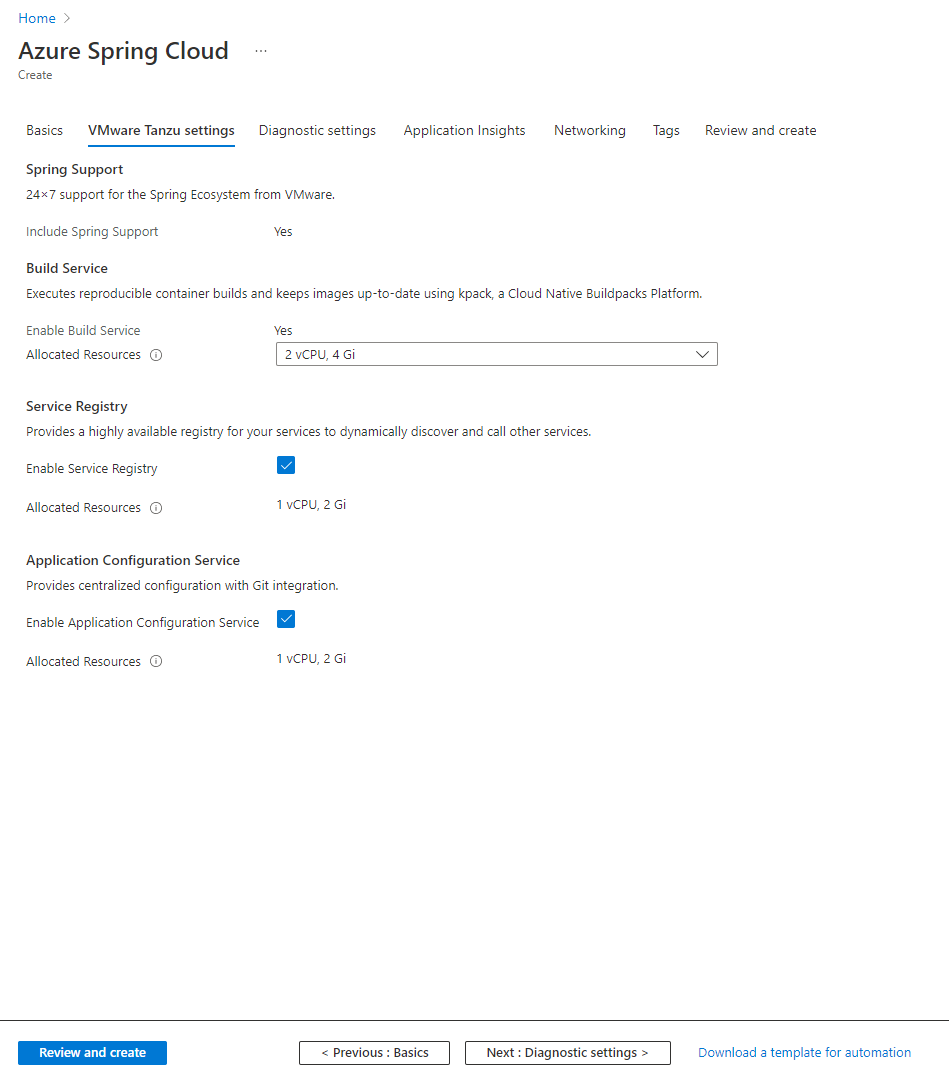 Home
Azure Spring Cloud ...
Create
Basics VMware Tanzu settings Diagnostic settings Application Insights Networking Tags Review and create
Spring Support
24×7 support for the Spring Ecosystem from VMware.
Include Spring Support Yes
Build Service
Executes reproducible container builds and keeps images up-to-date using kpack, a Cloud Native Buildpacks Platform.
Enable Build Service Yes
Allocated Resources 2 vCPU, 4 Gi
Service Registry
Provides a highly available registry for your services to dynamically discover and call other services.
Enable Service Registry
Allocated Resources 1 vCPU, 2 Gi
Application Configuration Service
Provides centralized configuration with Git integration.
Enable Application Configuration Service
Allocated Resources 1 vCPU, 2 Gi
Review and create < Previous : Basics Next : Diagnostic settings > Download a template for automation